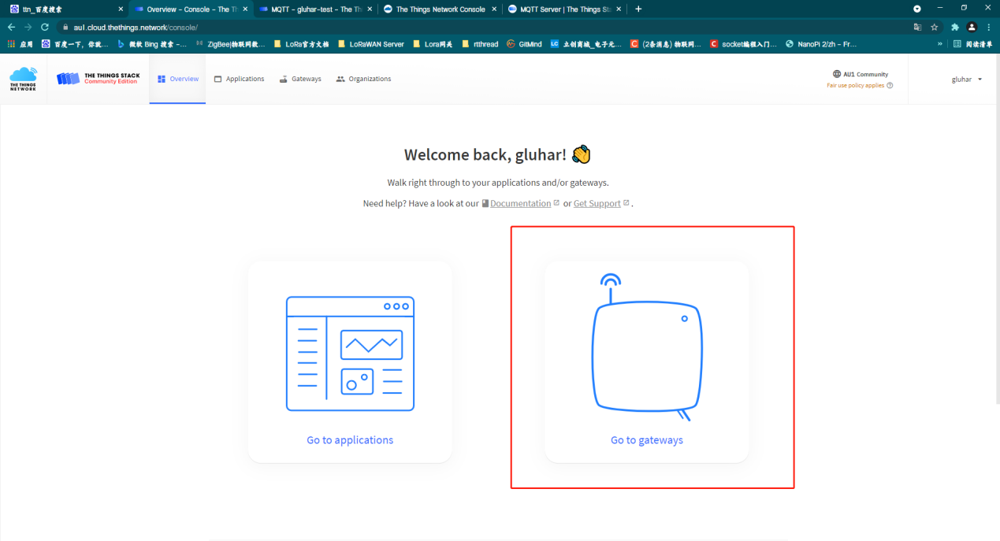 ttn_百度搜索
Overview - Console - The Th
MQTT - gluhar-test - The Th
The Things Network Console
MQTT Server | The Things St
au1.cloud.thethings.network/console/
应用
百度一下，你就...
微软 Bing 搜索 -...
ZigBee|物联网数...
LoRa官方文档
LoRaWAN Server
Lora网关
rtthread
GitMind
立创商城_电子元...
(2条消息) 物联网...
socket编程入门...
NanoPi 2/zh - Fr...
»
阅读清单
THE THINGS
NETWORK
THE THINGS STACK
Community Edition
Overview
Applications
Gateways
Organizations
AU1 Community
Fair use policy applies
gluhar
Welcome back, gluhar! 👋
Walk right through to your applications and/or gateways.
Need help? Have a look at our Documentation or Get Support .
Go to applications
Go to gateways